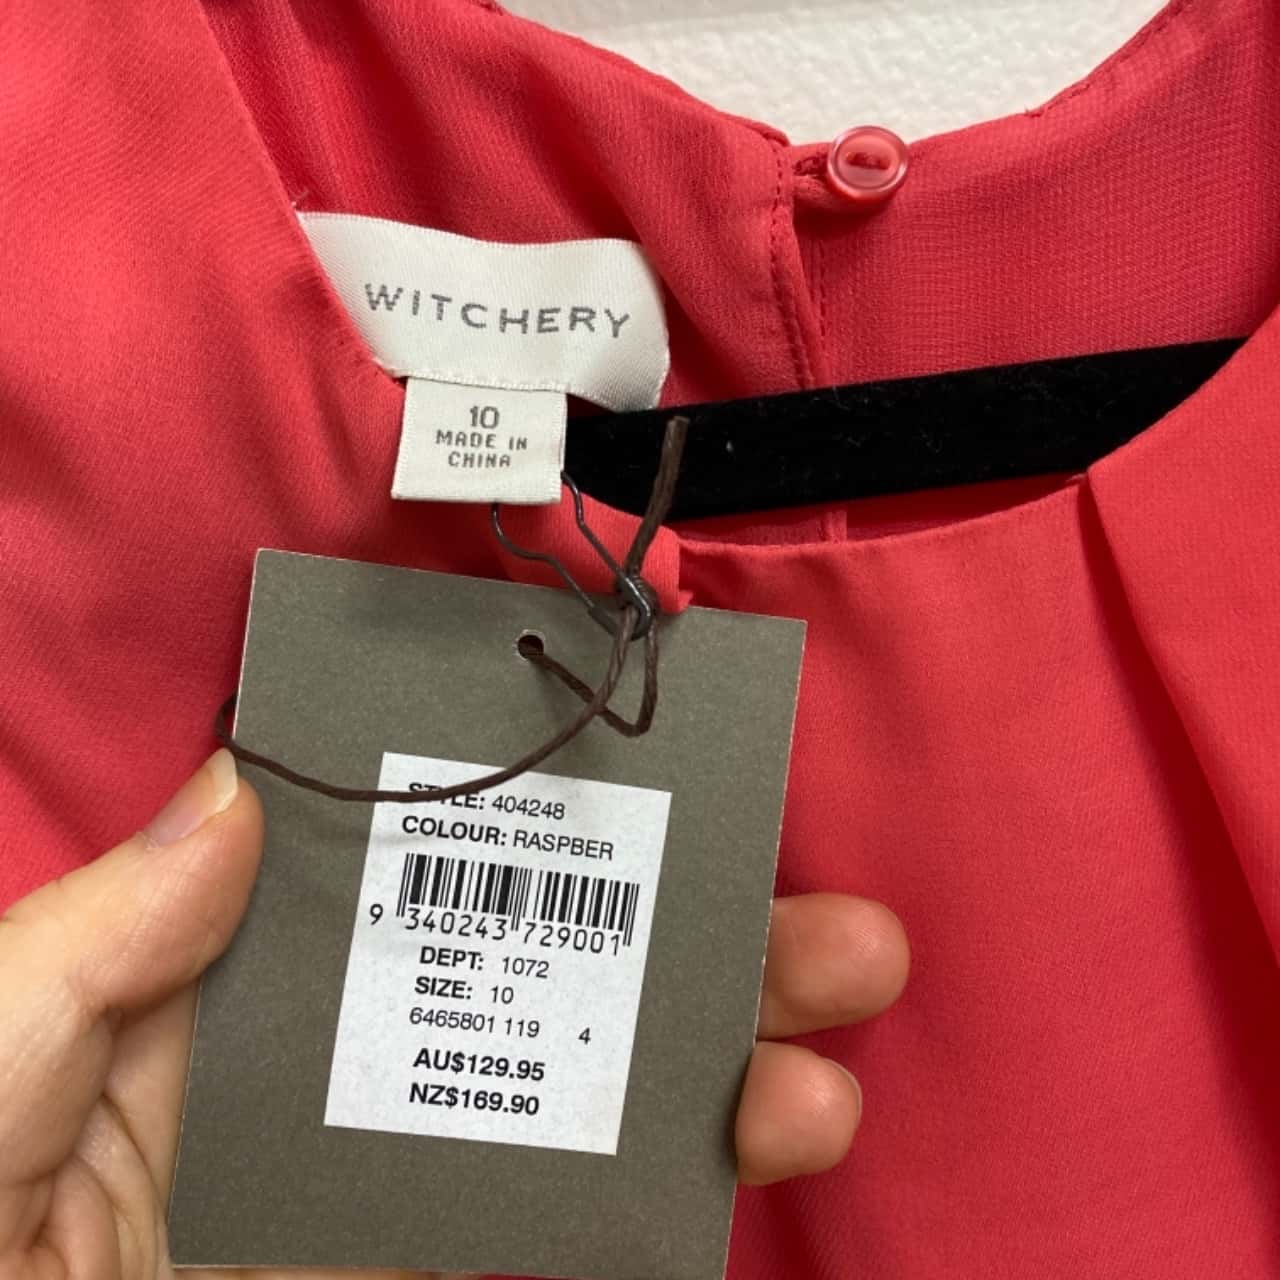 WITCHERY
10
MADE IN
CHINA
STYLE: 404248
COLOUR: RASPBER
9 340243 729001
DEPT: 1072
SIZE: 10
6465801 119 4
AU$129.95
NZ$169.90